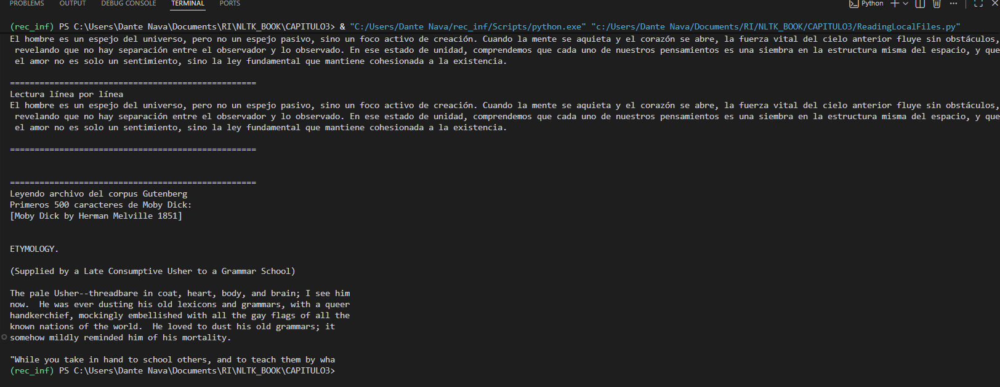 PROBLEMS OUTPUT DEBUG CONSOLE TERMINAL PORTS Python
(rec_inf) PS C:\Users\Dante Nava\Documents\RI\NLTK_BOOK\CAPITULO3> & "C:/Users/Dante Nava/rec_inf/Scripts/python.exe" "c:/Users/Dante Nava/Documents/RI/NLTK_BOOK/CAPITULO3/ReadingLocalFiles.py"
El hombre es un espejo del universo, pero no un espejo pasivo, sino un foco activo de creación. Cuando la mente se aquieta y el corazón se abre, la fuerza vital del cielo anterior fluye sin obstáculos,
revelando que no hay separación entre el observador y lo observado. En ese estado de unidad, comprendemos que cada uno de nuestros pensamientos es una siembra en la estructura misma del espacio, y que
el amor no es solo un sentimiento, sino la ley fundamental que mantiene cohesionada a la existencia.
==================================================
Lectura línea por línea
El hombre es un espejo del universo, pero no un espejo pasivo, sino un foco activo de creación. Cuando la mente se aquieta y el corazón se abre, la fuerza vital del cielo anterior fluye sin obstáculos,
revelando que no hay separación entre el observador y lo observado. En ese estado de unidad, comprendemos que cada uno de nuestros pensamientos es una siembra en la estructura misma del espacio, y que
el amor no es solo un sentimiento, sino la ley fundamental que mantiene cohesionada a la existencia.
==================================================
==================================================
Leyendo archivo del corpus Gutenberg
Primeros 500 caracteres de Moby Dick:
[Moby Dick by Herman Melville 1851]
ETYMOLOGY.
(Supplied by a Late Consumptive Usher to a Grammar School)
The pale Usher--threadbare in coat, heart, body, and brain; I see him
now.  He was ever dusting his old lexicons and grammars, with a queer
handkerchief, mockingly embellished with all the gay flags of all the
known nations of the world.  He loved to dust his old grammars; it
somehow mildly reminded him of his mortality.
"While you take in hand to school others, and to teach them by wha
(rec_inf) PS C:\Users\Dante Nava\Documents\RI\NLTK_BOOK\CAPITULO3>